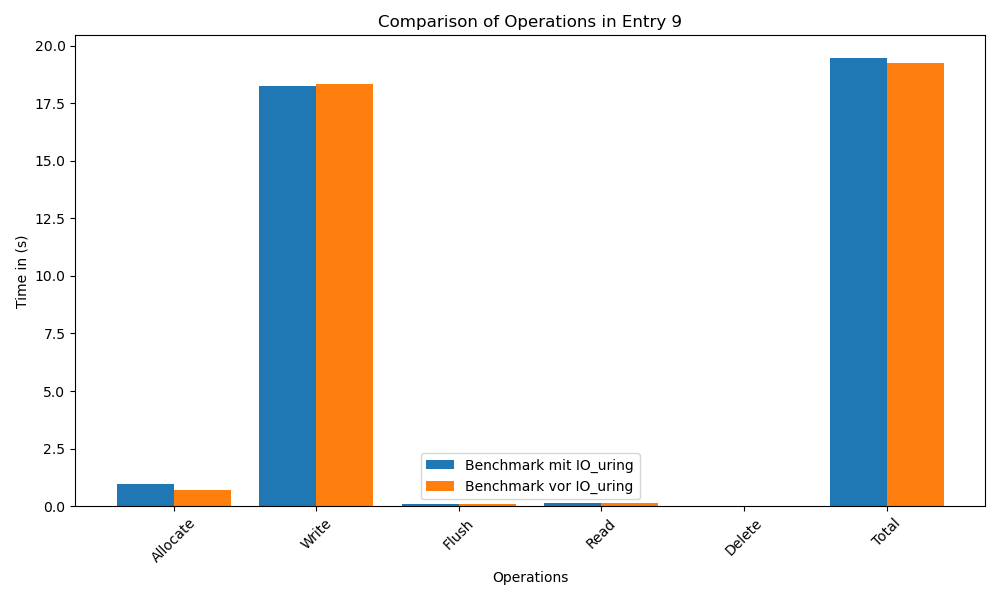 Comparison of Operations in Entry 9
Time in (s)
20.0
17.5
15.0
12.5
10.0
7.5
5.0
2.5
0.0
Benchmark mit IO_uring
Benchmark vor IO_uring
Allocate
Write
Flush
Read
Delete
Total
Operations